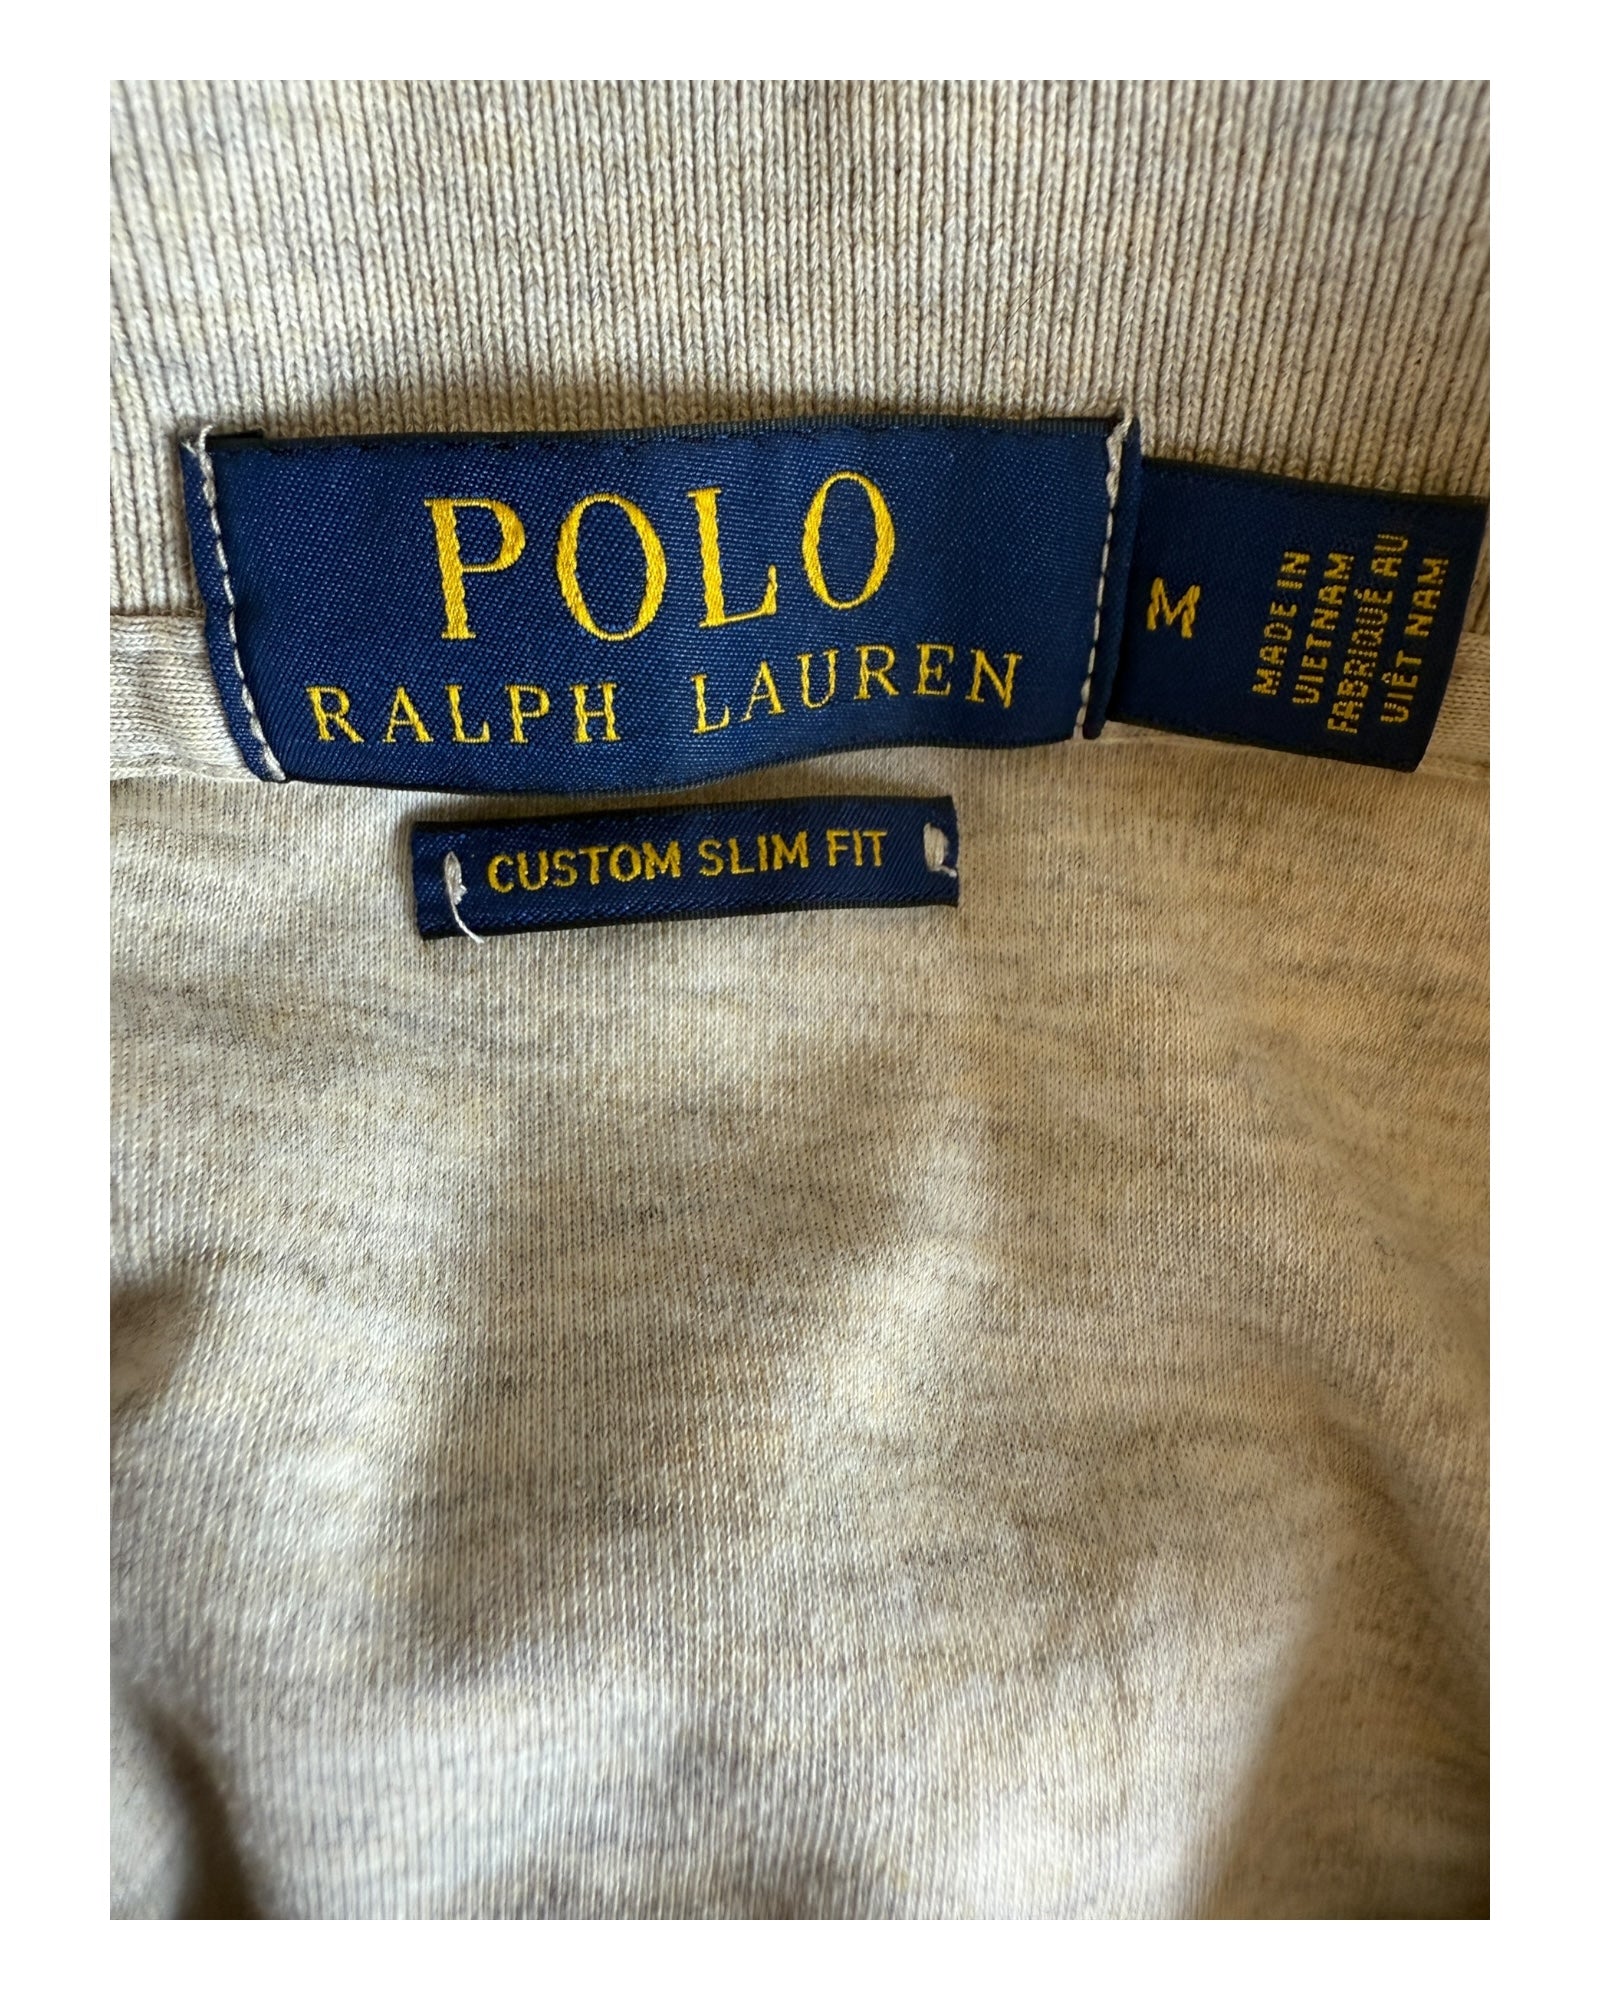 POLO
RALPH LAUREN
M
MADE IN
VIETNAM
FABRIQUÉ AU
VIÊT NAM
CUSTOM SLIM FIT